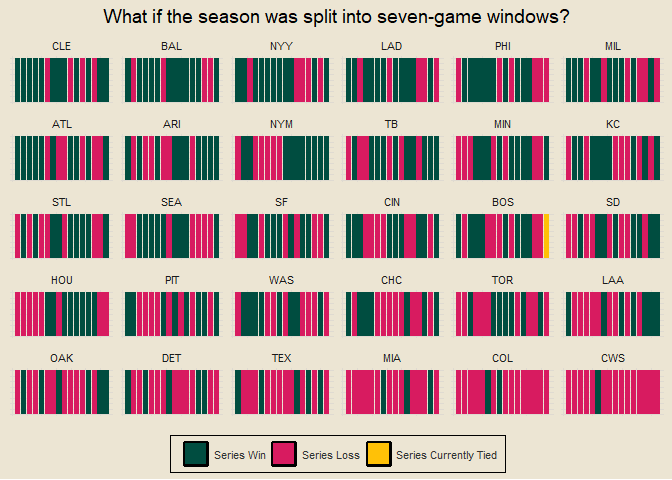 What if the season was split into seven-game windows?
CLE BAL NYY LAD PHI MIL
ATL ARI NYM TB MIN KC
STL SEA SF CIN BOS SD
HOU PIT WAS CHC TOR LAA
OAK DET TEX MIA COL CWS
Series Win Series Loss Series Currently Tied